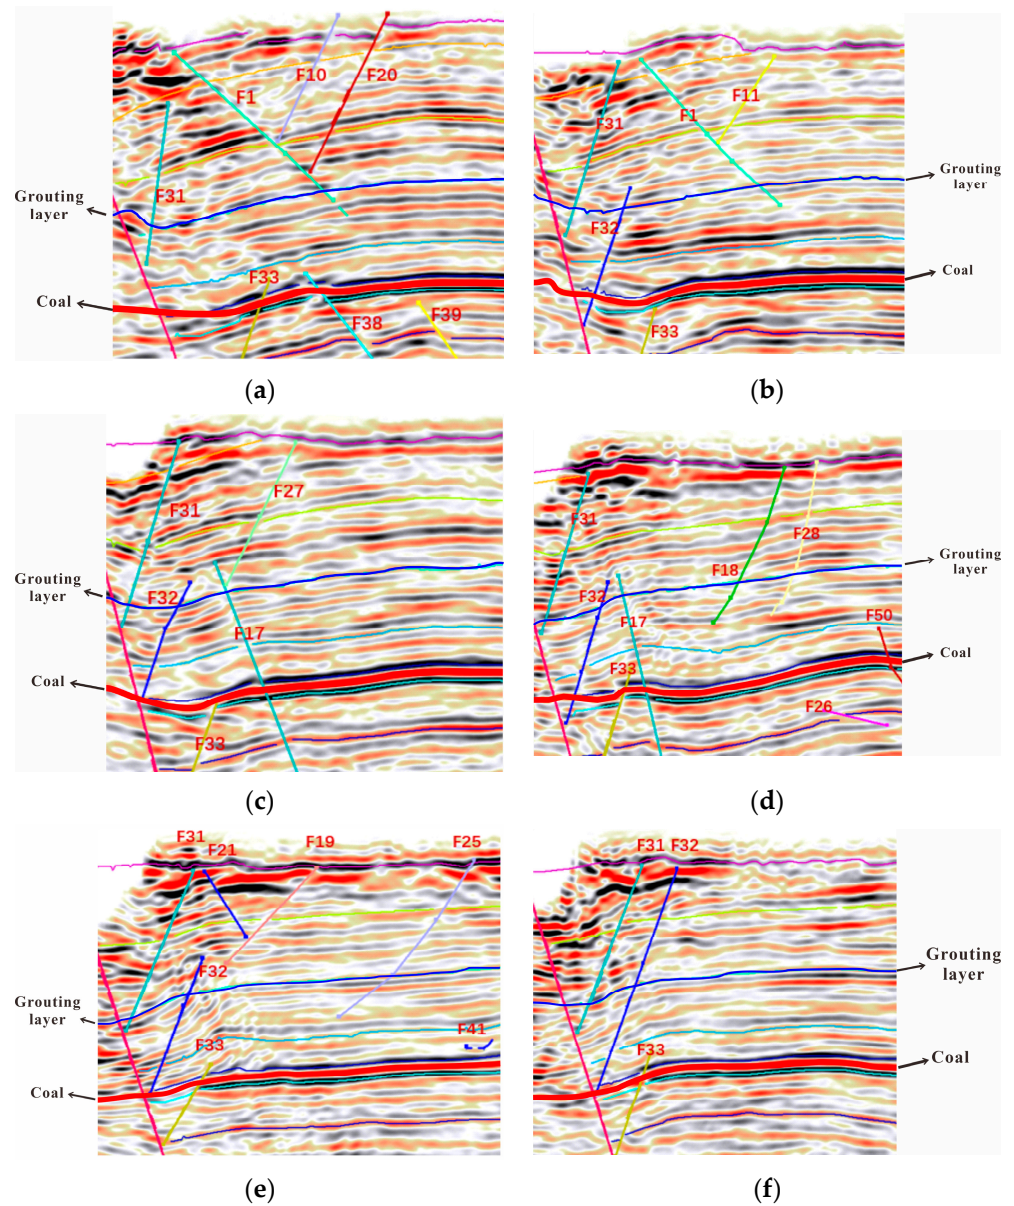 F10
F20
F1
F31
Grouting
layer
F33
Coal
F38
F39
(a)
F11
F1
F31
Grouting
layer
F32
Coal
F33
(b)
F27
F31
Grouting
layer
F32
F17
Coal
F33
(c)
F31
F28
Grouting
layer
F18
F32
F50
F17
Coal
F33
F26
(d)
F31
F21
F19
F25
F32
Grouting
layer
F41
F33
Coal
(e)
F31
F32
Grouting
layer
F33
Coal
(f)